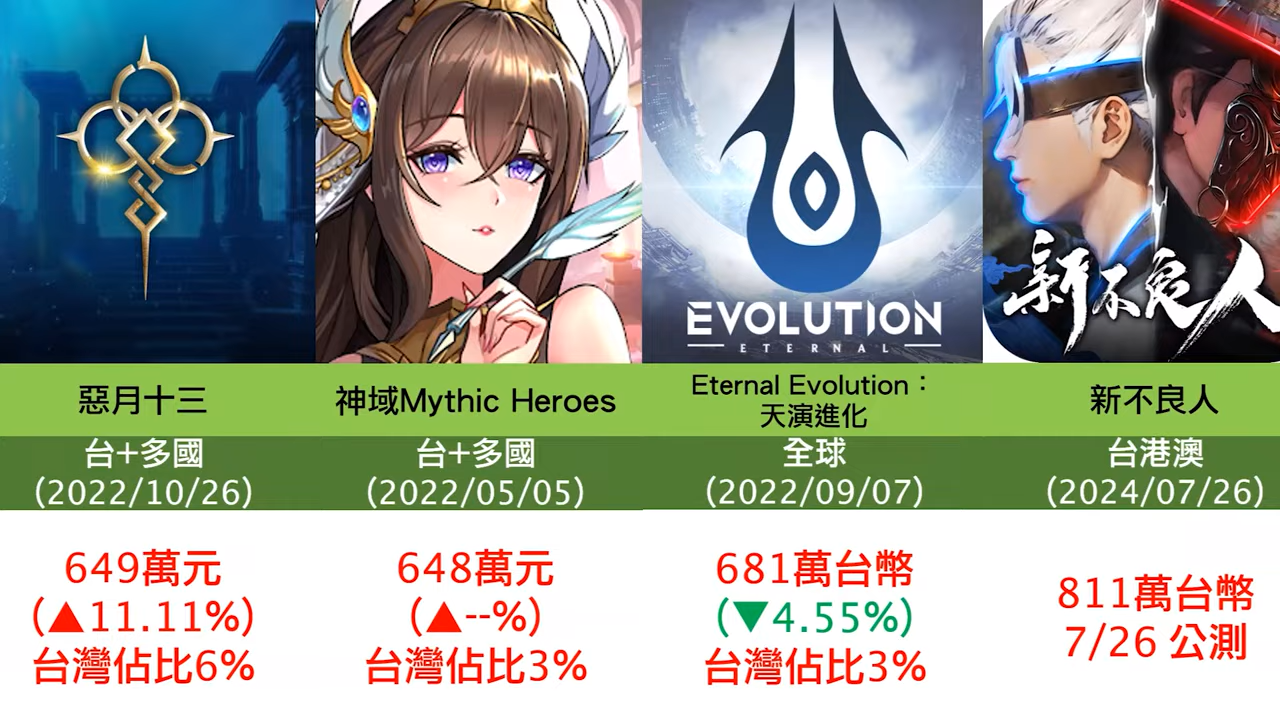 EVOLUTION
ETERNAL
新不良人
惡月十三
台+多國
(2022/10/26)
649萬元
(▲11.11%)
台灣佔比6%
神域Mythic Heroes
台+多國
(2022/05/05)
648萬元
(▲--%)
台灣佔比3%
Eternal Evolution：
天演進化
全球
(2022/09/07)
681萬台幣
(▼4.55%)
台灣佔比3%
新不良人
台港澳
(2024/07/26)
811萬台幣
7/26 公測